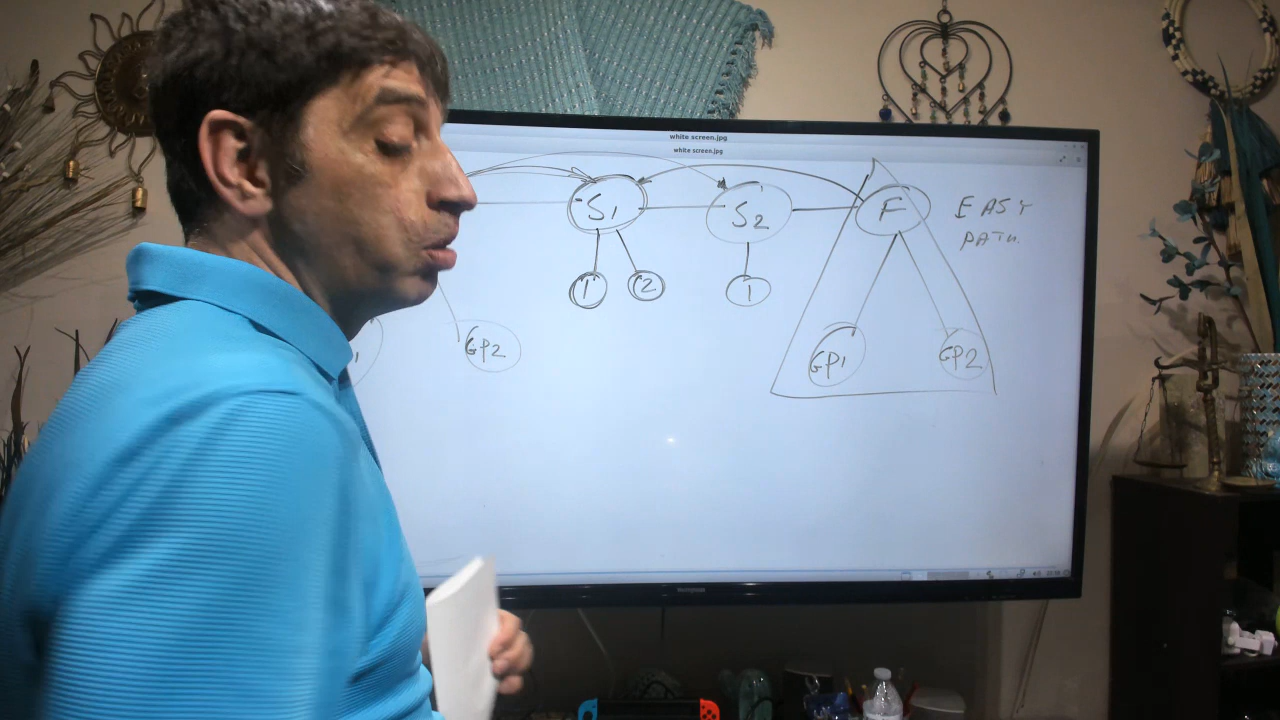 white screen.jpg
white screen.jpg
S1
S2
F
EASY
PATH
1
2
1
GP2
GP1
GP2